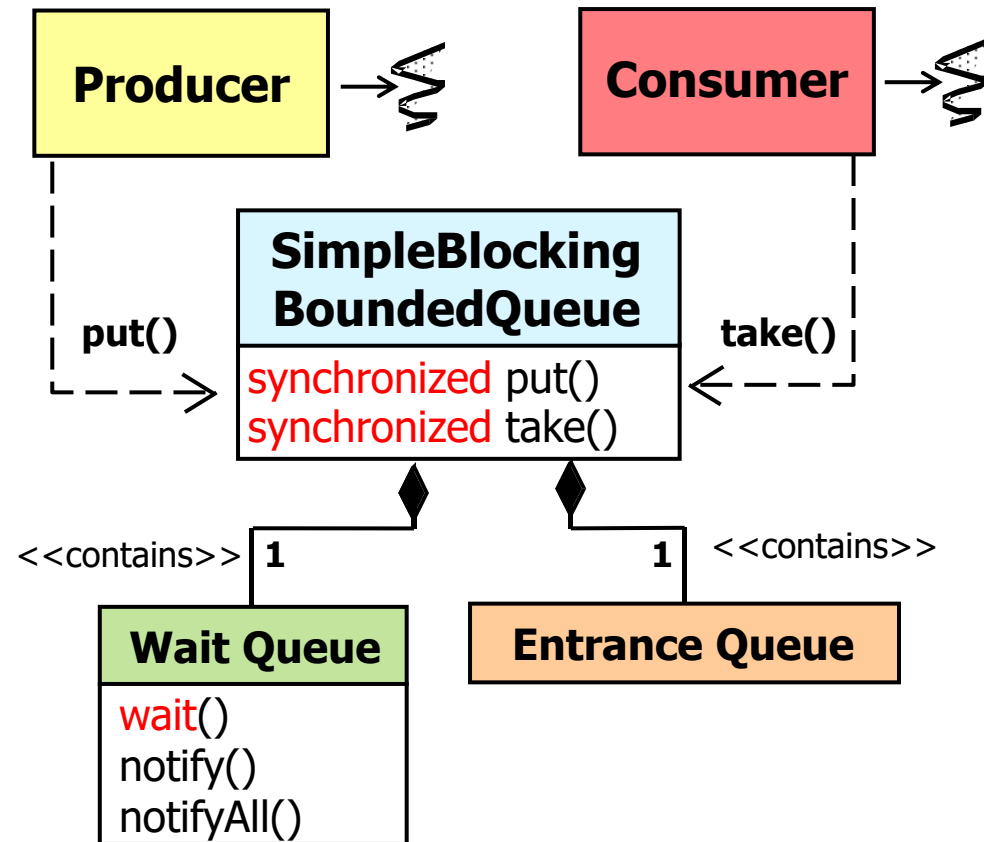 Producer
Consumer
SimpleBlocking
BoundedQueue
put()
take()
synchronized put()
synchronized take()
<<contains>>
1
1
<<contains>>
Wait Queue
Entrance Queue
wait()
notify()
notifyAll()